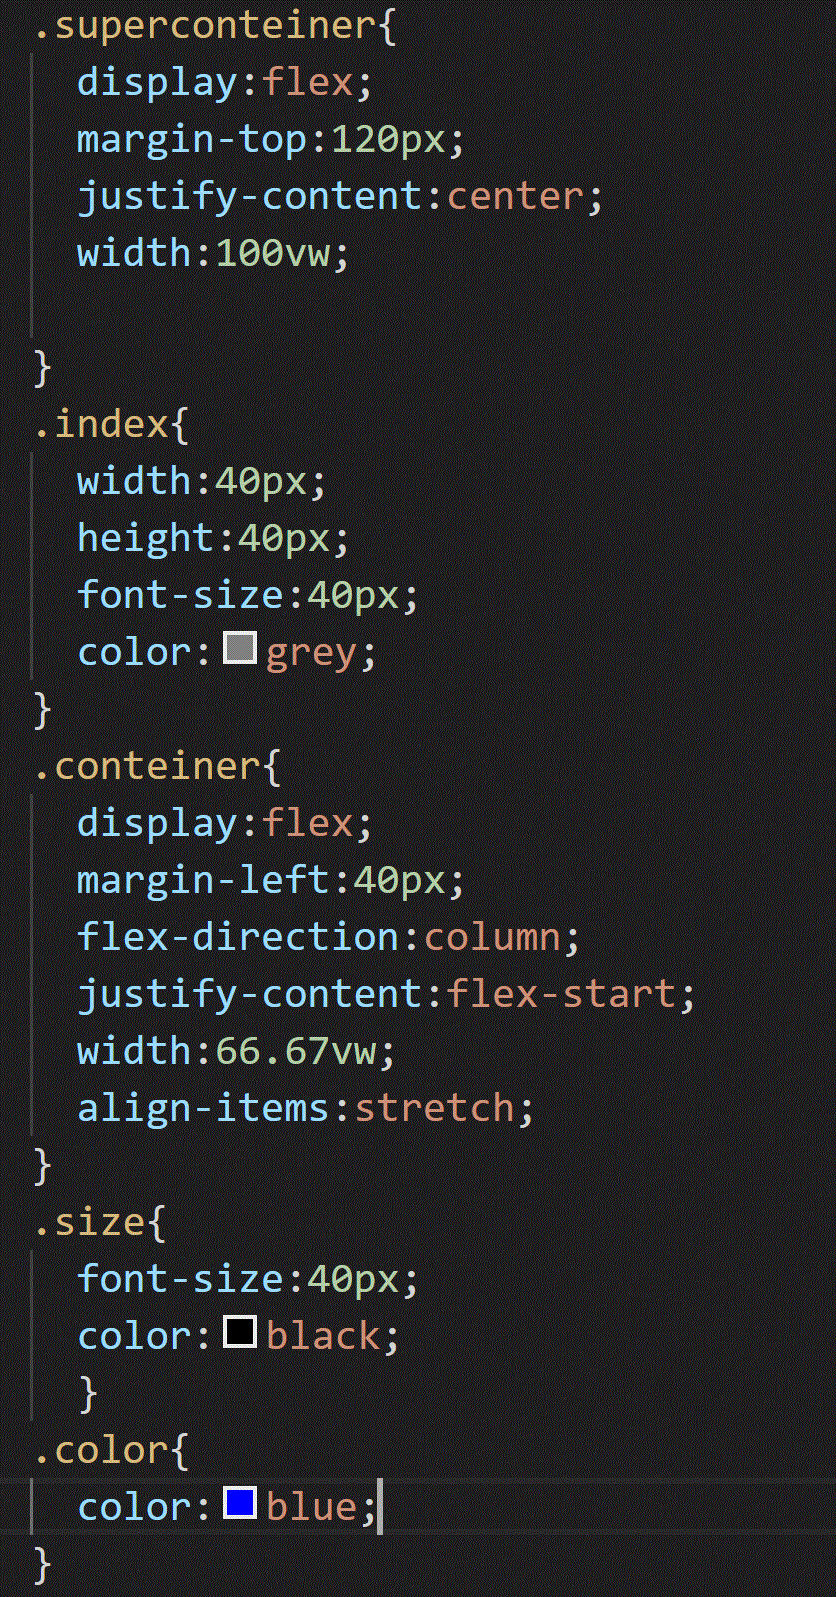 .superconteiner{
display:flex;
margin-top:120px;
justify-content:center;
width:100vw;
}
.index{
width:40px;
height:40px;
font-size:40px;
color:grey;
}
.conteiner{
display:flex;
margin-left:40px;
flex-direction:column;
justify-content:flex-start;
width:66.67vw;
align-items:stretch;
}
.size{
font-size:40px;
color:black;
}
.color{
color:blue;
}